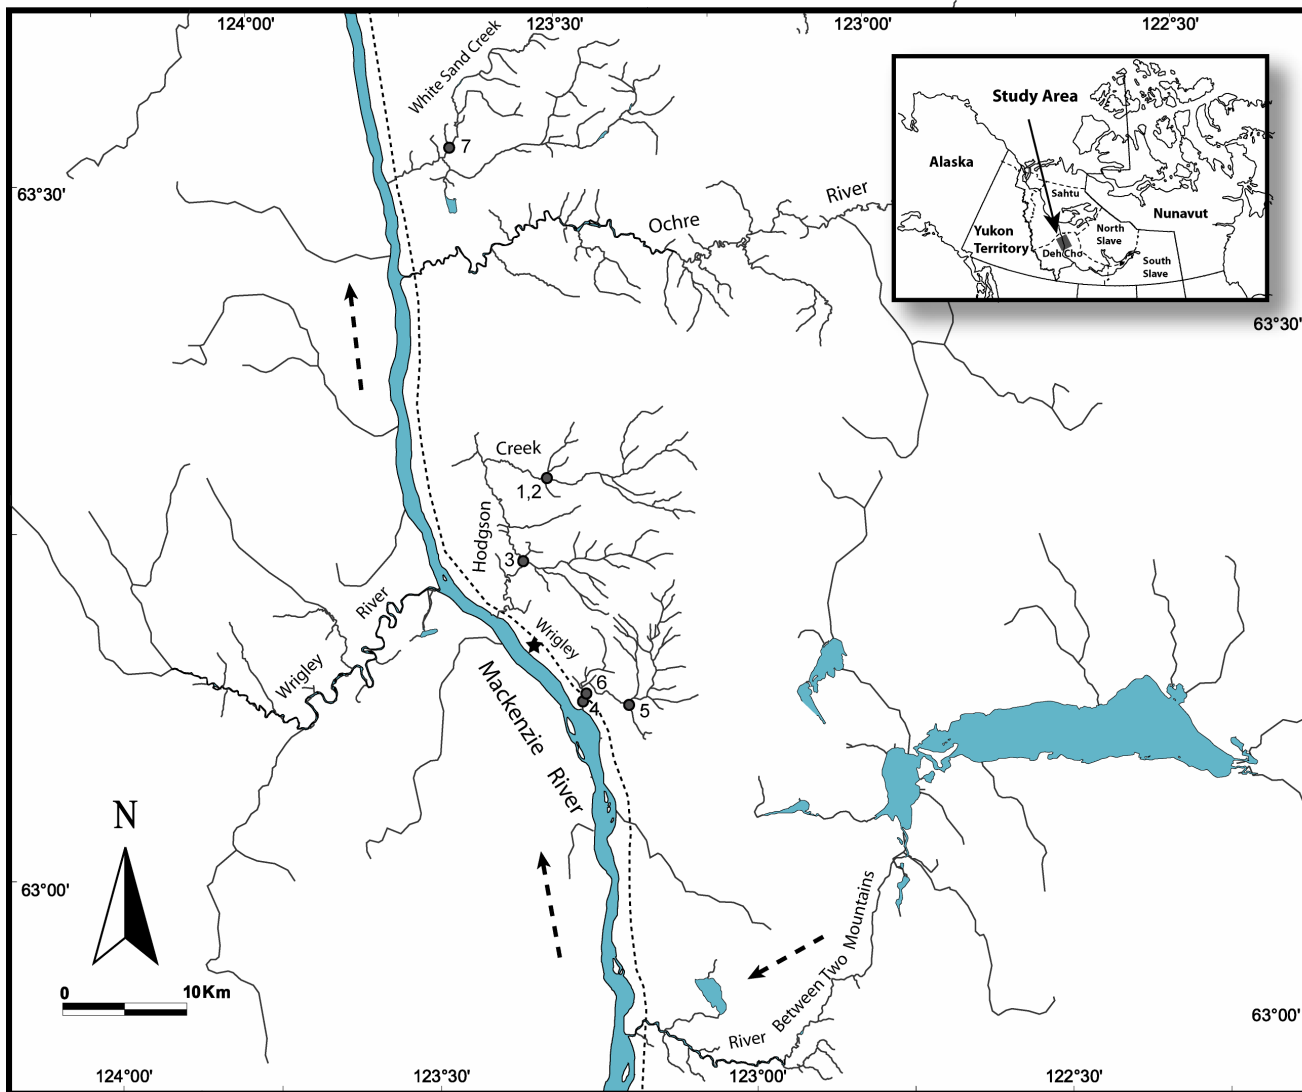 124°00'
123°30'
123°00'
122°30'
White Sand Creek
7
63°30'
Ochre
River
Study Area
Alaska
Sahtu
Nunavut
Yukon
Territory
North
Slave
Deh Cho
South
Slave
63°30'
Creek
1,2
Hodgson
3
River
Wrigley
Wrigley
6
4
5
Mackenzie
River
N
63°00'
0
10Km
Between Two Mountains
River
63°00'
124°00'
123°30'
123°00'
122°30'